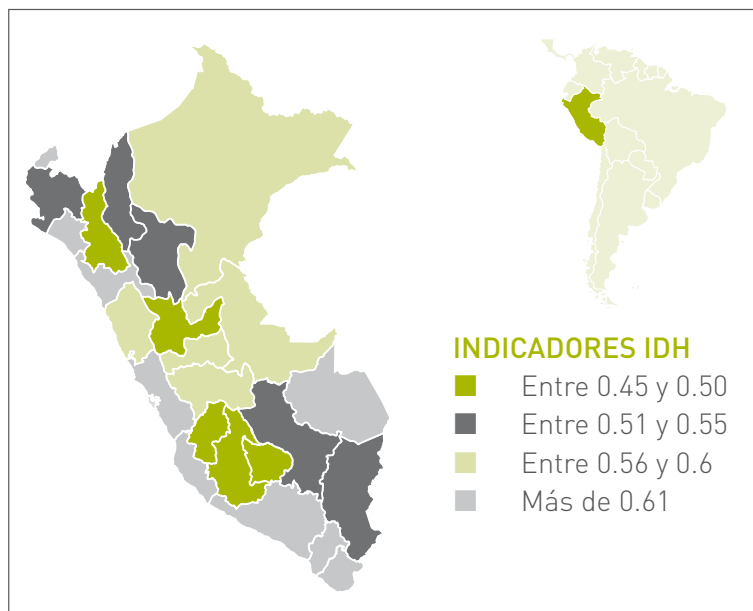 INDICADORES IDH
Entre 0.45 y 0.50
Entre 0.51 y 0.55
Entre 0.56 y 0.6
Más de 0.61